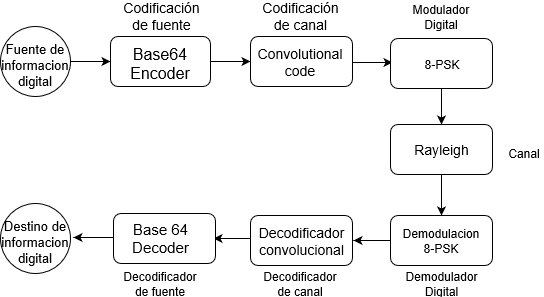 Codificación
de fuente
Codificación
de canal
Modulador
Digital
Fuente de
informacion
digital
Base64
Encoder
Convolutional
code
8-PSK
Rayleigh
Canal
Destino de
informacion
digital
Base 64
Decoder
Decodificador
convolucional
Demodulacion
8-PSK
Decodificador
de fuente
Decodificador
de canal
Demodulador
Digital